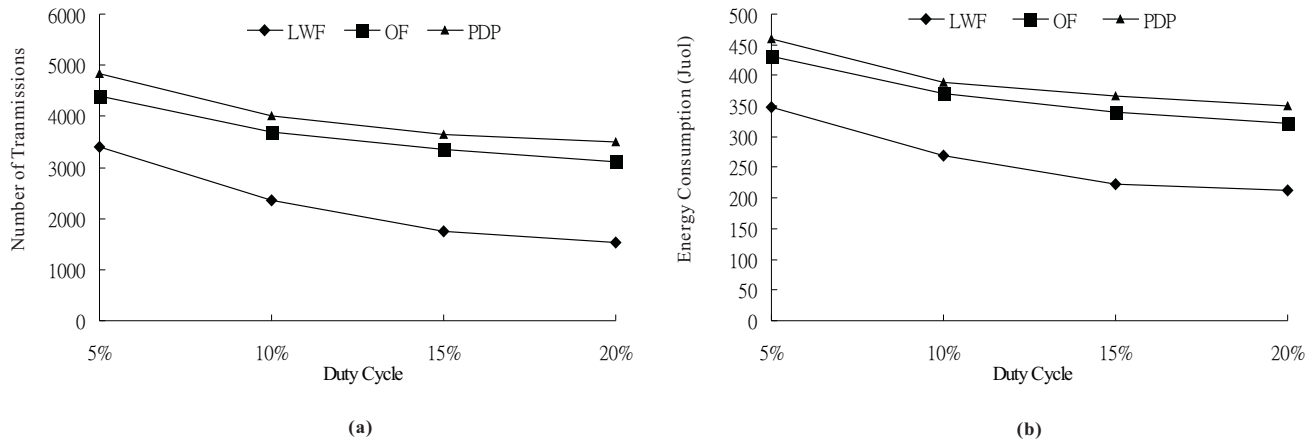 6000
5000
4000
3000
2000
1000
0
Number of Tranmissions
LWF OF PDP
5% 10% 15% 20%
Duty Cycle
(a)
500
450
400
350
300
250
200
150
100
50
0
Energy Consumption (Juol)
LWF OF PDP
5% 10% 15% 20%
Duty Cycle
(b)